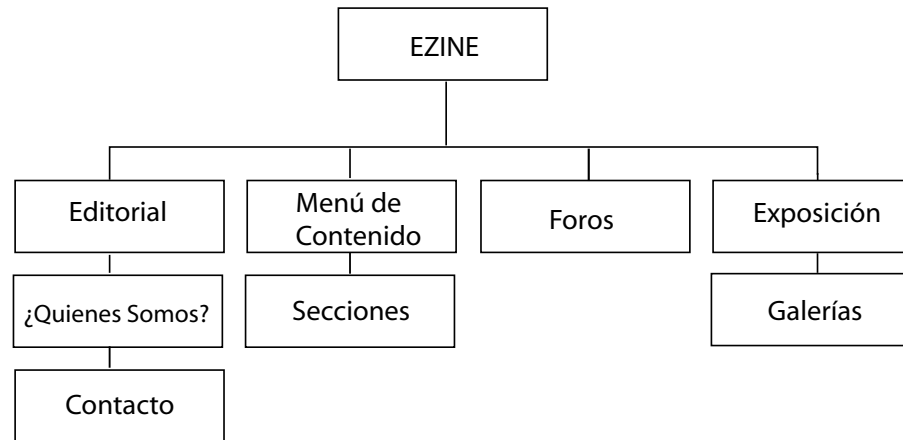 EZINE
Editorial
Menú de
Contenido
Foros
Exposición
¿Quienes Somos?
Secciones
Galerías
Contacto